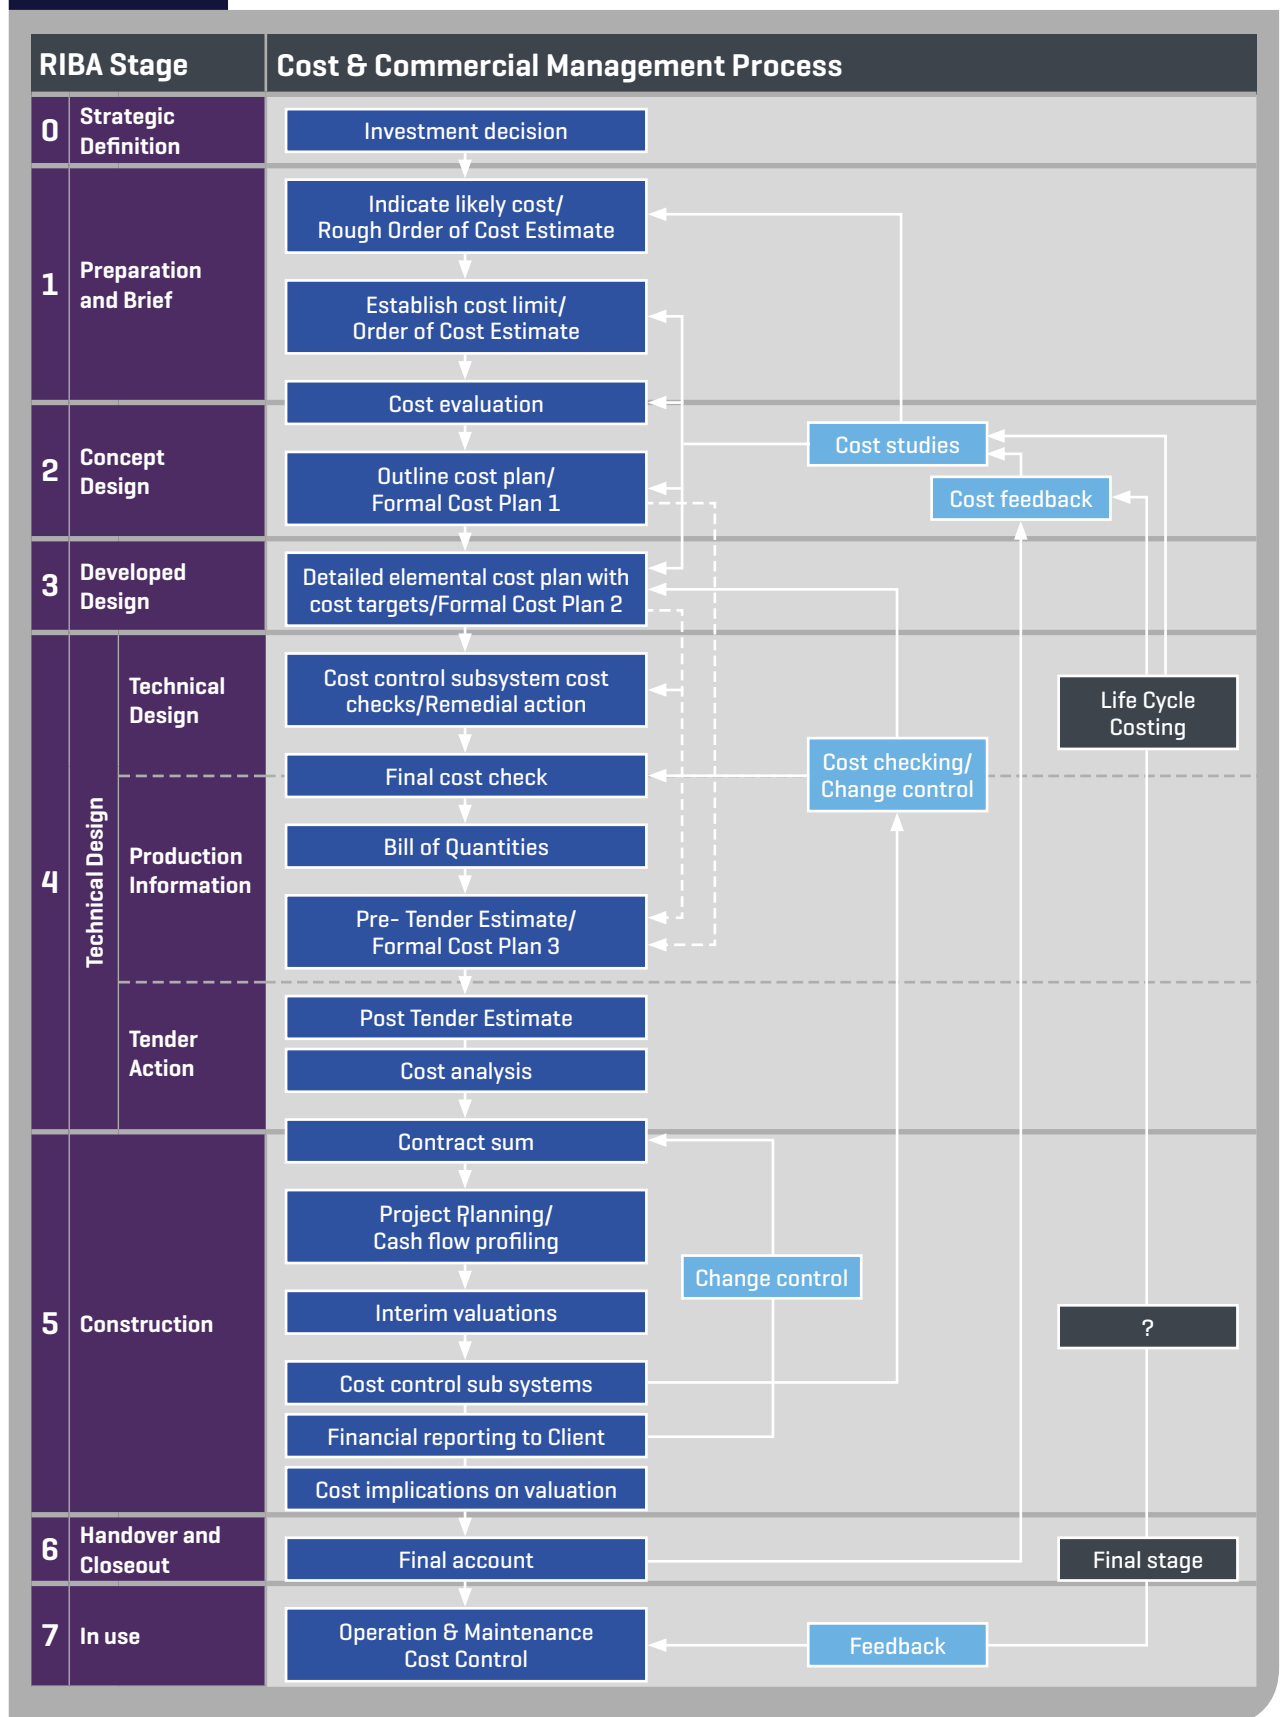 RIBA Stage
Cost & Commercial Management Process
0
Strategic
Definition
Investment decision
1
Preparation
and Brief
Indicate likely cost/
Rough Order of Cost Estimate
Establish cost limit/
Order of Cost Estimate
Cost evaluation
2
Concept
Design
Cost studies
Outline cost plan/
Formal Cost Plan 1
Cost feedback
3
Developed
Design
Detailed elemental cost plan with
cost targets/Formal Cost Plan 2
4
Technical Design
Technical
Design
Cost control subsystem cost
checks/Remedial action
Life Cycle
Costing
Final cost check
Cost checking/
Change control
Production
Information
Bill of Quantities
Pre- Tender Estimate/
Formal Cost Plan 3
Tender
Action
Post Tender Estimate
Cost analysis
Contract sum
5
Construction
Project Planning/
Cash flow profiling
Change control
Interim valuations
?
Cost control sub systems
Financial reporting to Client
Cost implications on valuation
6
Handover and
Closeout
Final account
Final stage
7
In use
Operation & Maintenance
Cost Control
Feedback